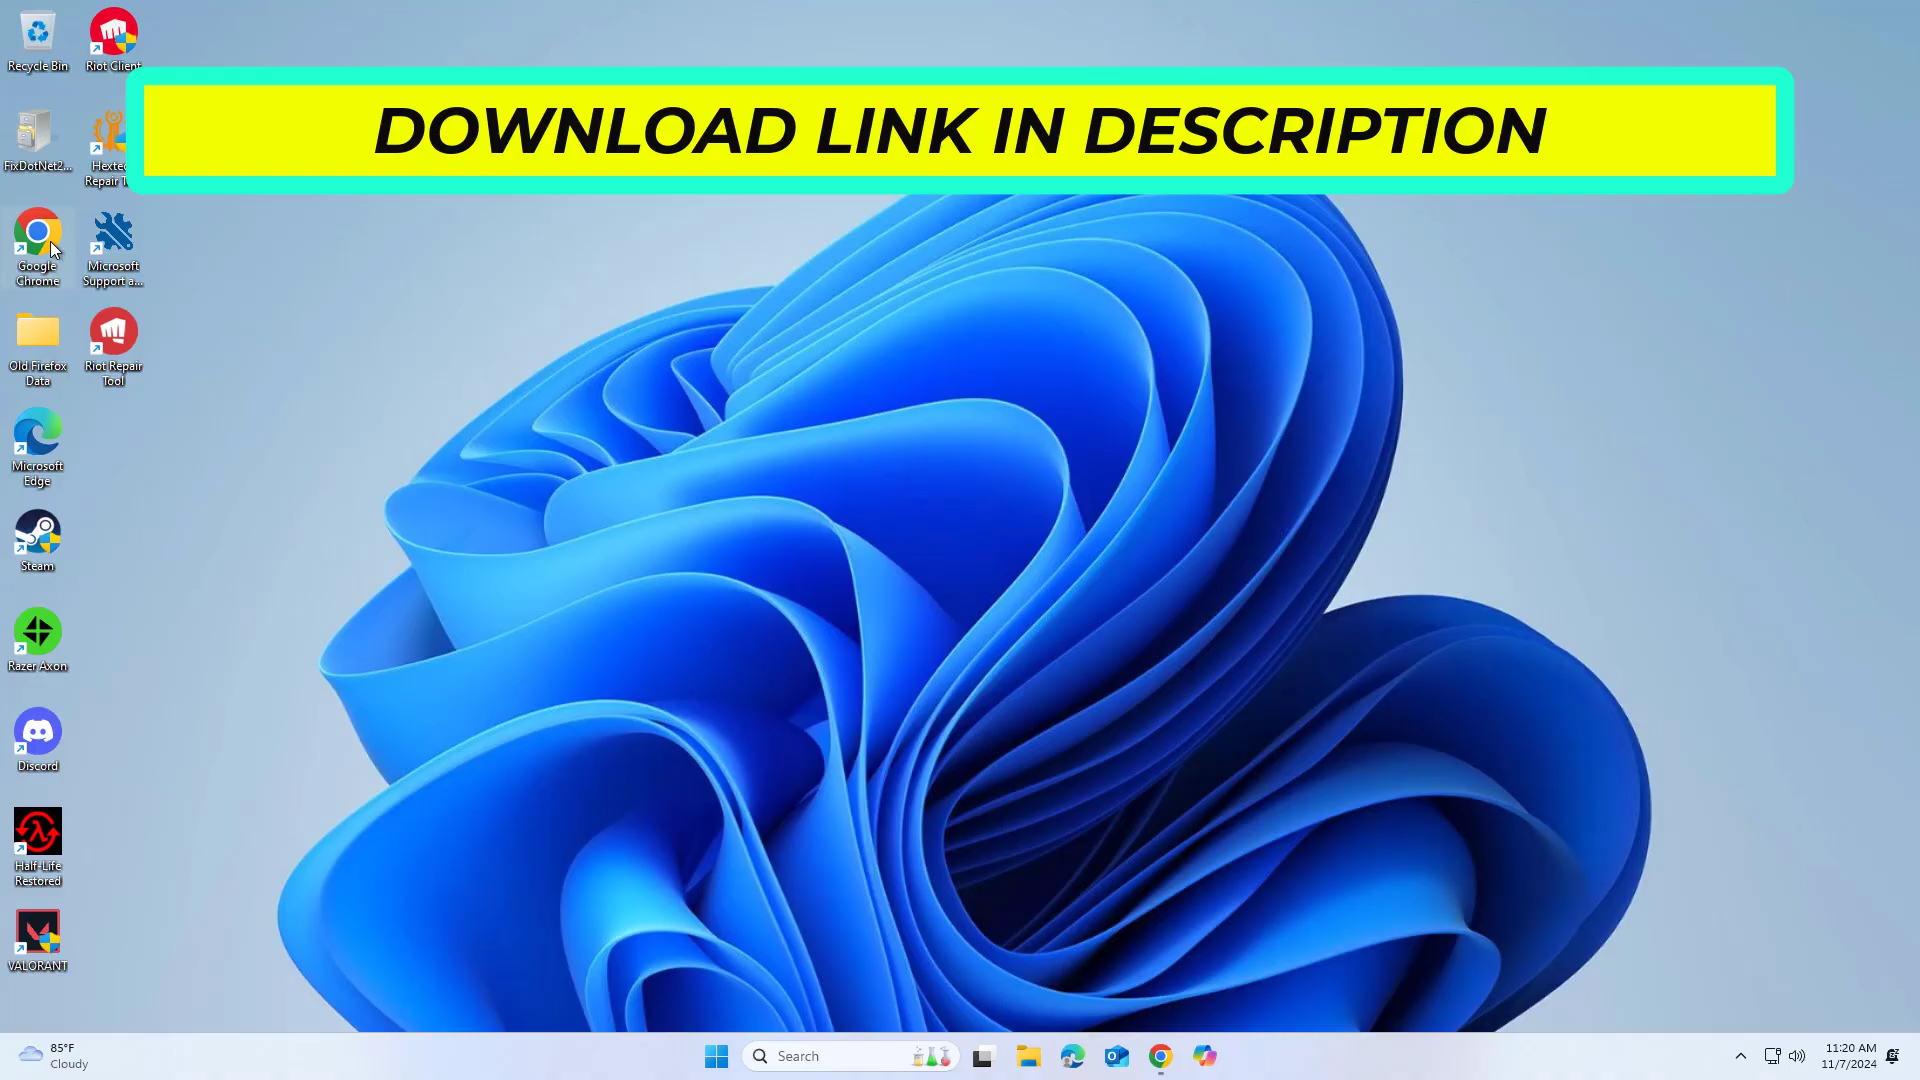 DOWNLOAD LINK IN DESCRIPTION
Recycle Bin
Riot Client
FixDotNet2...
Repair
Google
Chrome
Microsoft
Support a...
Old Firefox
Data
Riot Repair
Tool
Microsoft
Edge
Steam
Razer Axon
Discord
Half-Life
Restored
VALORANT
85°F
Cloudy
Search
11:20 AM
11/7/2024